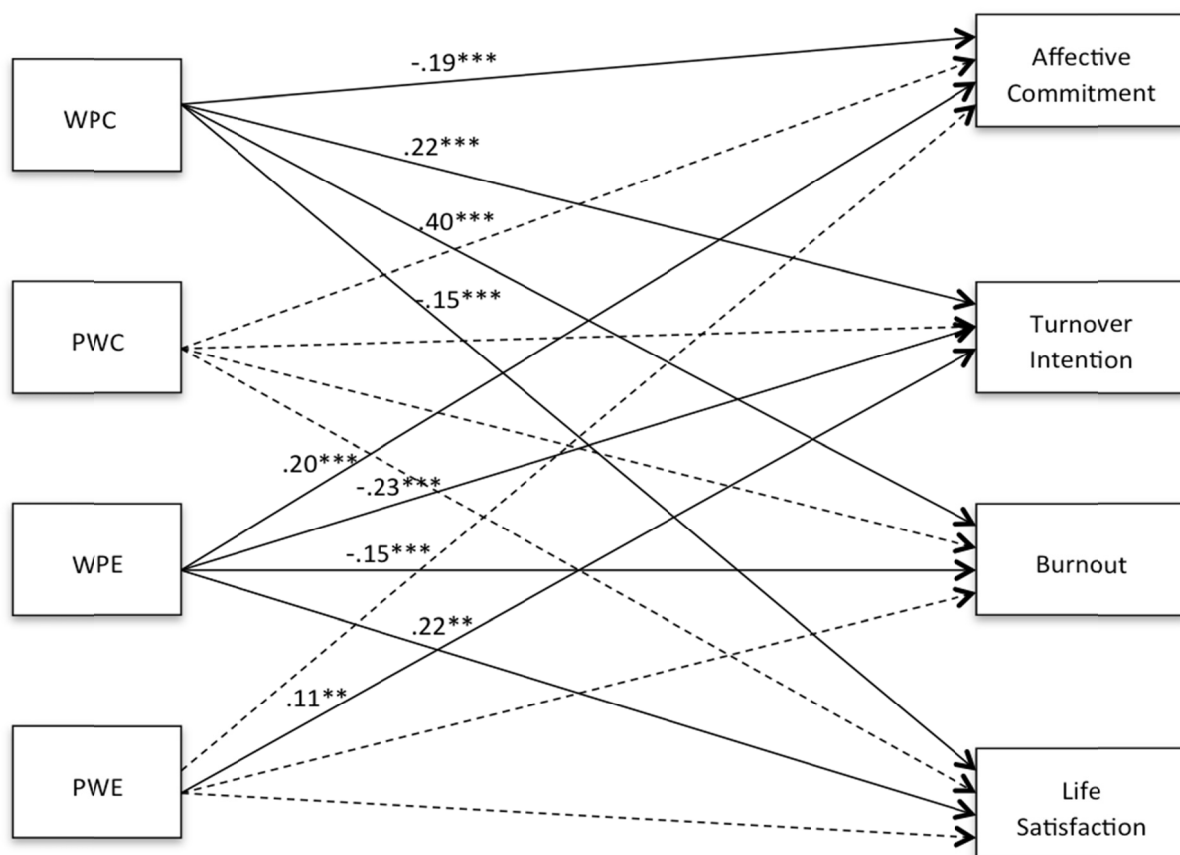 WPC
PWC
WPE
PWE
-.19***
.22***
.40***
-.15***
.20***
-.23***
-.15***
.22**
.11**
Affective
Commitment
Turnover
Intention
Burnout
Life
Satisfaction